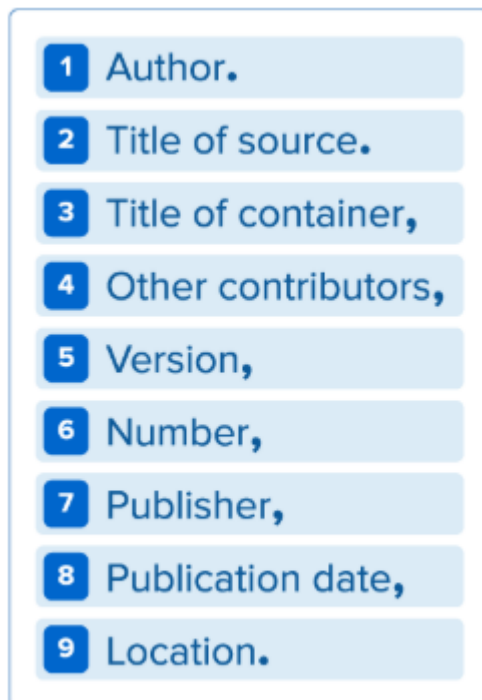 1 Author.
2 Title of source.
3 Title of container,
4 Other contributors,
5 Version,
6 Number,
7 Publisher,
8 Publication date,
9 Location.